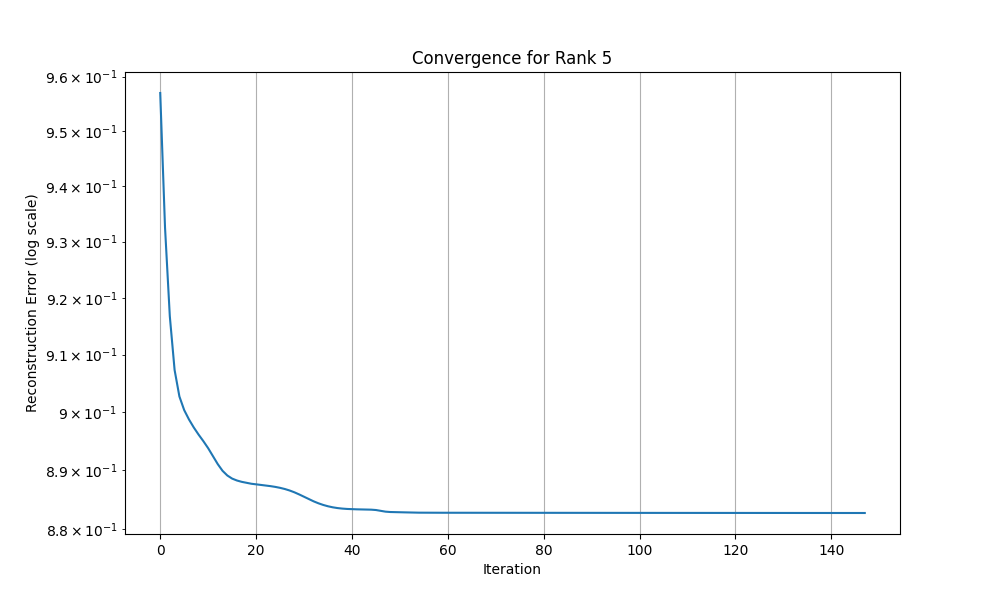 Convergence for Rank 5
Reconstruction Error (log scale)
9.6 × 10⁻¹
9.5 × 10⁻¹
9.4 × 10⁻¹
9.3 × 10⁻¹
9.2 × 10⁻¹
9.1 × 10⁻¹
9 × 10⁻¹
8.9 × 10⁻¹
8.8 × 10⁻¹
0 20 40 60 80 100 120 140
Iteration